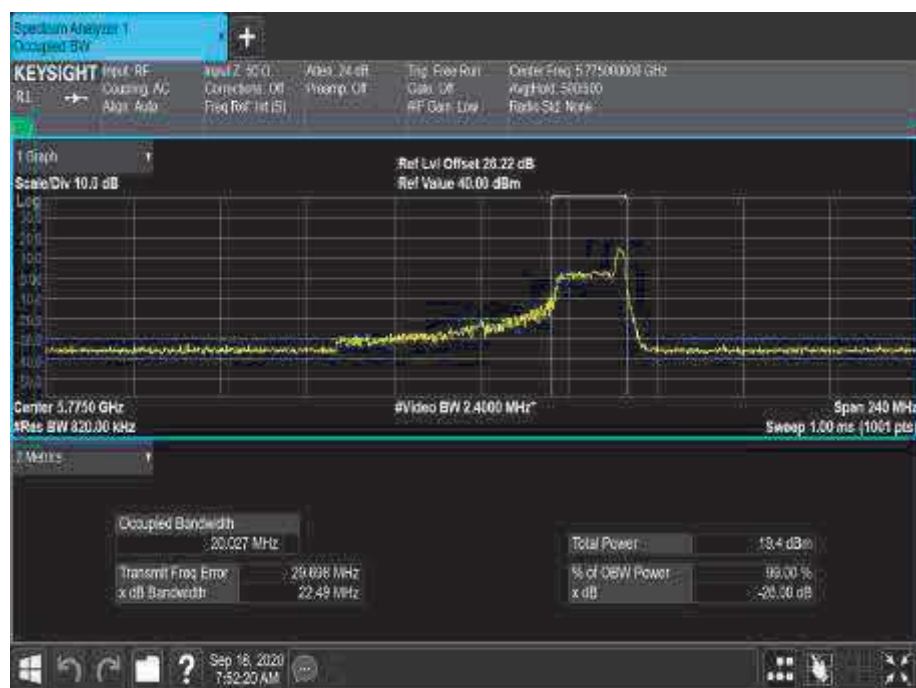 Spectrum Analyzer 1
Occupied BW
+
KEYSIGHT Input: RF
Coupling: AC
Align: Auto
Input Z: 50 Ω
Corrections: Off
Freq Ref: Int (S)
Atten: 24 dB
Preamp: Off
Trig: Free Run
Gate: Off
#IF Gain: Low
Center Freq: 5.775000000 GHz
Avg|Hold: 500/500
Radio Std: None
1 Graph
Scale/Div 10.0 dB
Ref Lvl Offset 26.22 dB
Ref Value 40.00 dBm
Log
Center 5.7750 GHz
#Video BW 2.4000 MHz*
Span 240 MHz
#Res BW 820.00 kHz
Sweep 1.00 ms (1001 pts)
2 Metrics
Occupied Bandwidth
20.027 MHz
Total Power 19.4 dBm
Transmit Freq Error 29.698 MHz
% of OBW Power 99.00 %
x dB Bandwidth 22.49 MHz
x dB -26.00 dB
?
Sep 18, 2020
7:52:20 AM